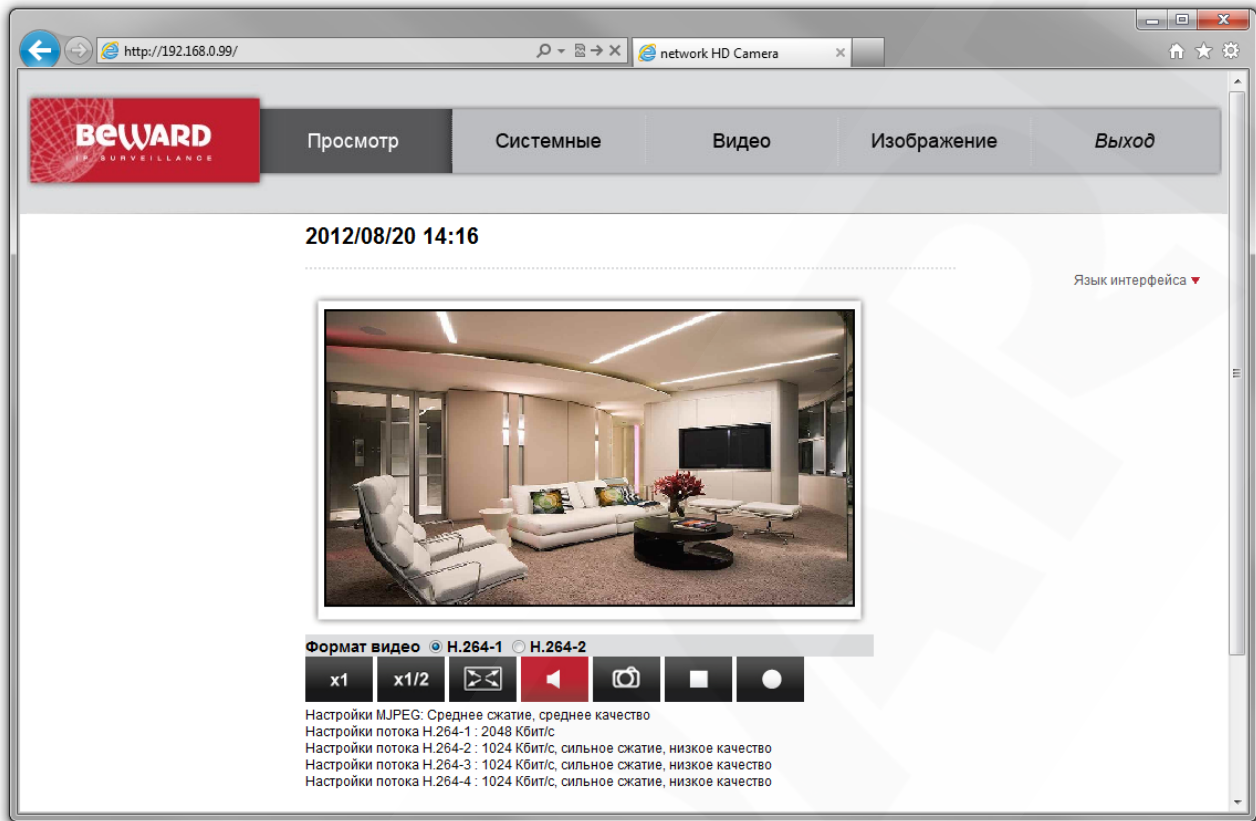 http://192.168.0.99/
network HD Camera
BEWARD
IP SURVEILLANCE
Просмотр
Системные
Видео
Изображение
Выход
2012/08/20 14:16
Язык интерфейса
Формат видео H.264-1 H.264-2
x1 x1/2
Настройки MJPEG: Среднее сжатие, среднее качество
Настройки потока H.264-1 : 2048 Кбит/с
Настройки потока H.264-2 : 1024 Кбит/с, сильное сжатие, низкое качество
Настройки потока H.264-3 : 1024 Кбит/с, сильное сжатие, низкое качество
Настройки потока H.264-4 : 1024 Кбит/с, сильное сжатие, низкое качество